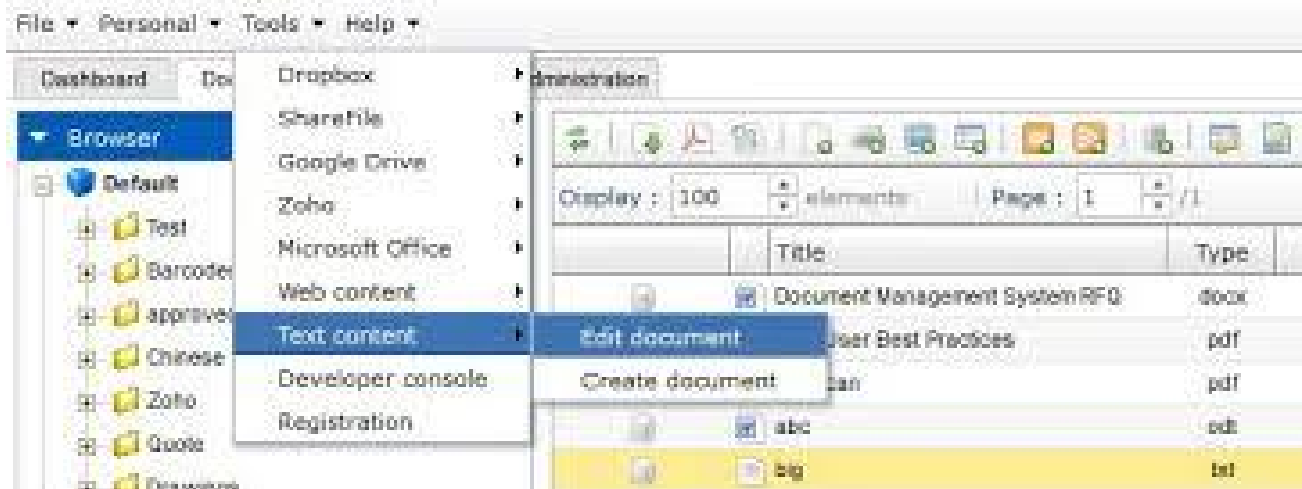 File Personal Tools Help
Dashboard
Browser
Default
Test
approved
Chinese
Zoho
Quote
Dropbox
ShareFile
Google Drive
Zoho
Microsoft Office
Web content
Text content
Developer console
Registration
Edit document
Create document
Display : 100 elements Page : 1 /1
Title Type
Document Management System RFQ docx
User Best Practices pdf
pdf
abc odt
big txt